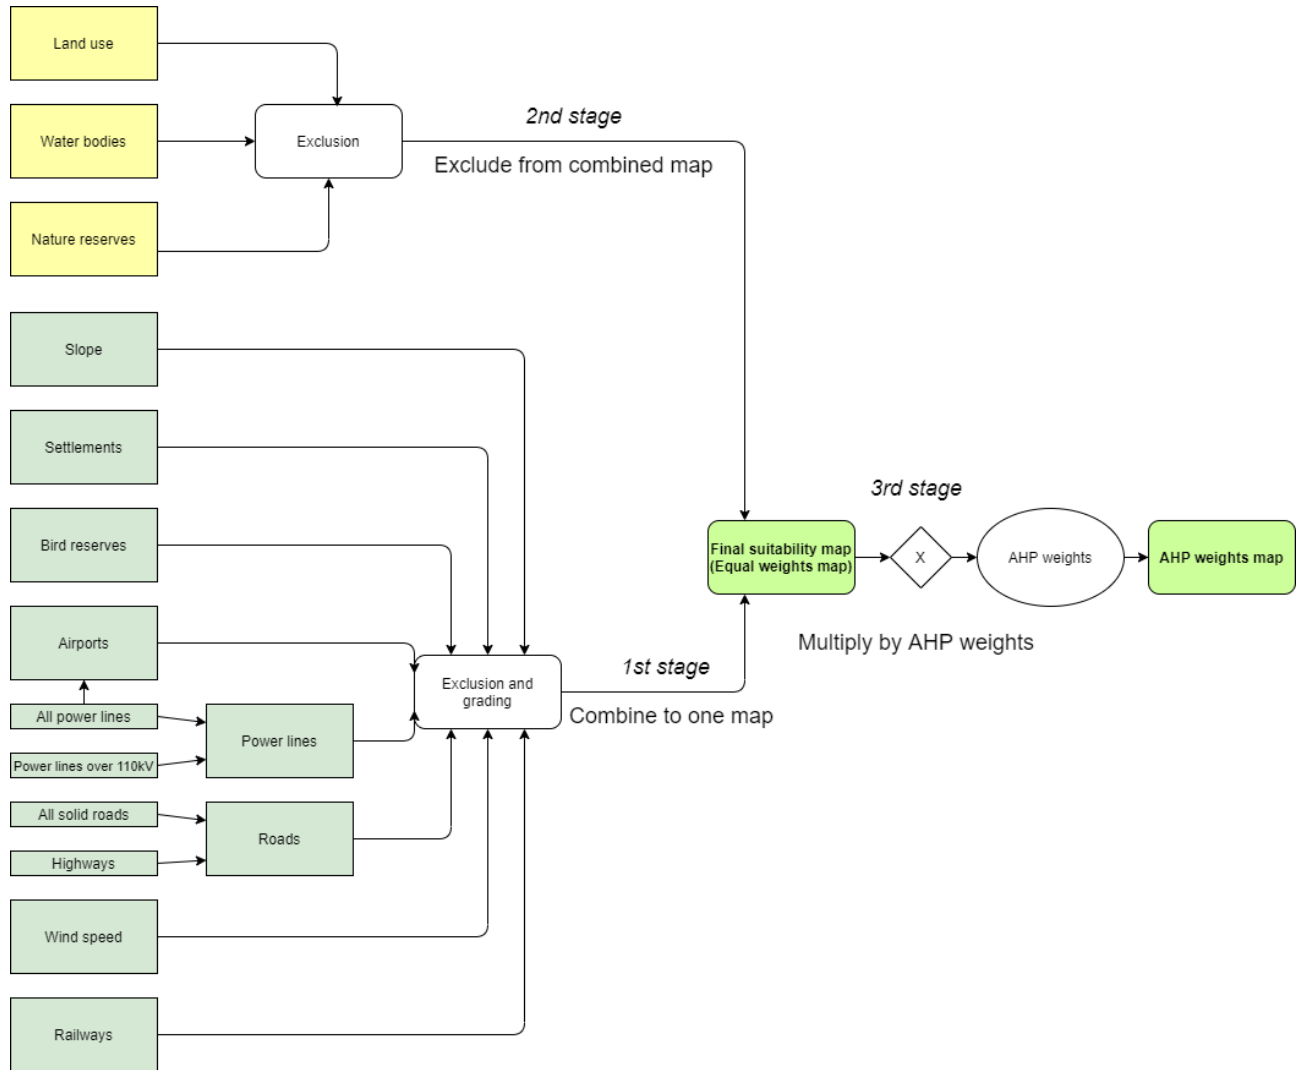 Land use
Water bodies
Exclusion
2nd stage
Exclude from combined map
Nature reserves
Slope
Settlements
Bird reserves
Airports
All power lines
Power lines over 110kV
Power lines
All solid roads
Highways
Roads
Wind speed
Railways
Exclusion and
grading
1st stage
Combine to one map
Final suitability map
(Equal weights map)
3rd stage
X
Multiply by AHP weights
AHP weights
AHP weights map